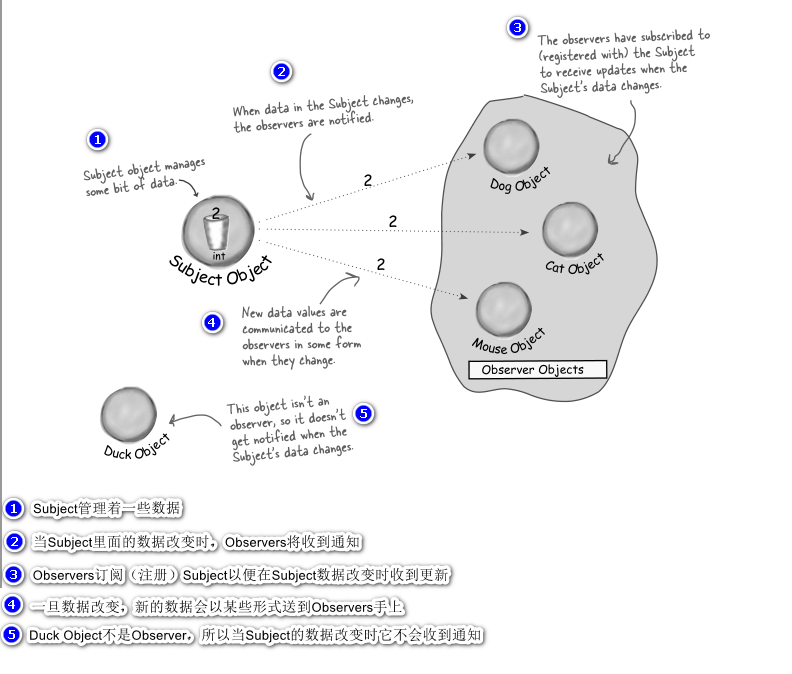 3
The observers have subscribed to
(registered with) the Subject
to receive updates when the
Subject's data changes.
2
When data in the Subject changes,
the observers are notified.
1
Subject object manages
some bit of data.
2
int
Subject Object
2
2
2
Dog Object
Cat Object
Mouse Object
Observer Objects
4
New data values are
communicated to the
observers in some form
when they change.
Duck Object
This object isn't an
observer, so it doesn't
get notified when the
Subject's data changes.
5
1 Subject管理着一些数据
2 当Subject里面的数据改变时，Observers将收到通知
3 Observers订阅（注册）Subject以便在Subject数据改变时收到更新
4 一旦数据改变，新的数据会以某些形式送到Observers手上
5 Duck Object不是Observer，所以当Subject的数据改变时它不会收到通知